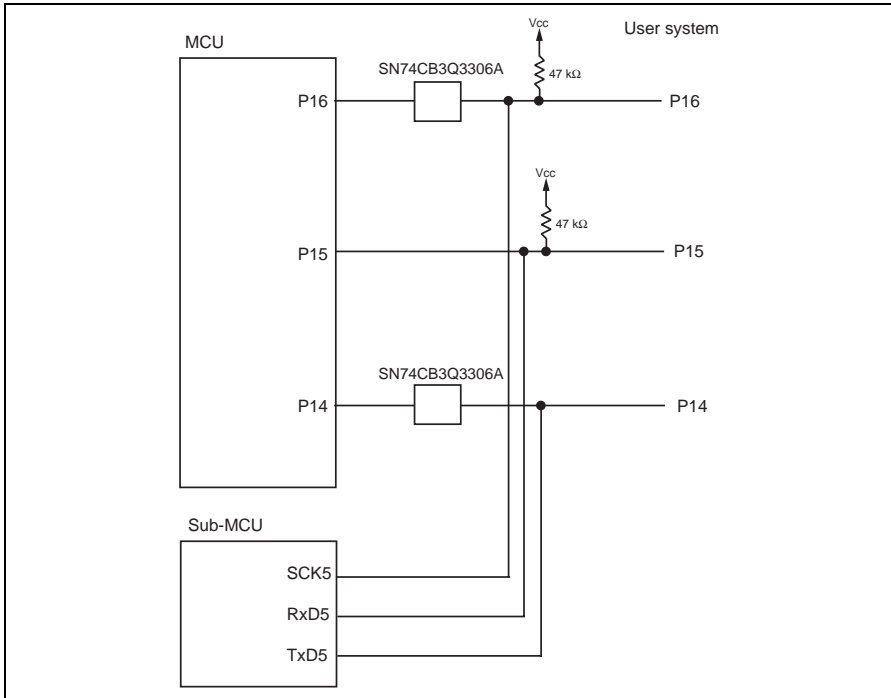 Vcc
User system
MCU
SN74CB3Q3306A
47 kΩ
P16
P16
Vcc
47 kΩ
P15
P15
SN74CB3Q3306A
P14
P14
Sub-MCU
SCK5
RxD5
TxD5